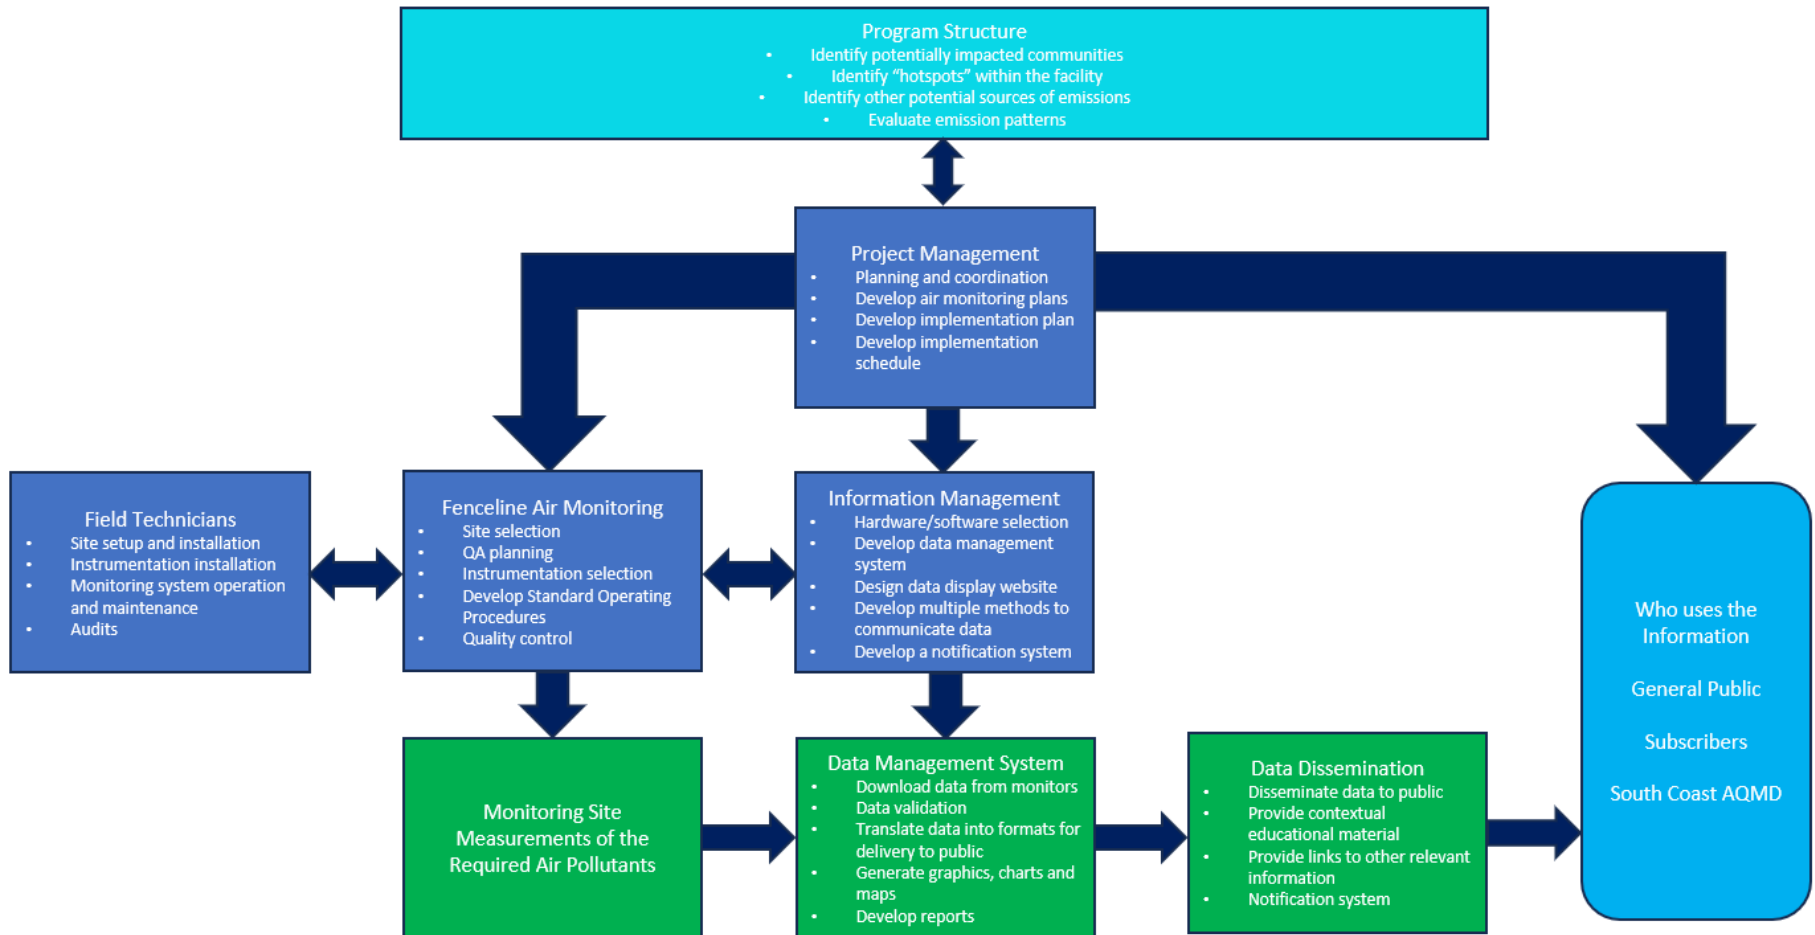 Program Structure
• Identify potentially impacted communities
• Identify “hotspots” within the facility
• Identify other potential sources of emissions
• Evaluate emission patterns
Project Management
• Planning and coordination
• Develop air monitoring plans
• Develop implementation plan
• Develop implementation
schedule
Field Technicians
• Site setup and installation
• Instrumentation installation
• Monitoring system operation
and maintenance
• Audits
Fenceline Air Monitoring
• Site selection
• QA planning
• Instrumentation selection
• Develop Standard Operating
Procedures
• Quality control
Information Management
• Hardware/software selection
• Develop data management
system
• Design data display website
• Develop multiple methods to
communicate data
• Develop a notification system
Who uses the
Information
General Public
Subscribers
South Coast AQMD
Monitoring Site
Measurements of the
Required Air Pollutants
Data Management System
• Download data from monitors
• Data validation
• Translate data into formats for
delivery to public
• Generate graphics, charts and
maps
• Develop reports
Data Dissemination
• Disseminate data to public
• Provide contextual
educational material
• Provide links to other relevant
information
• Notification system